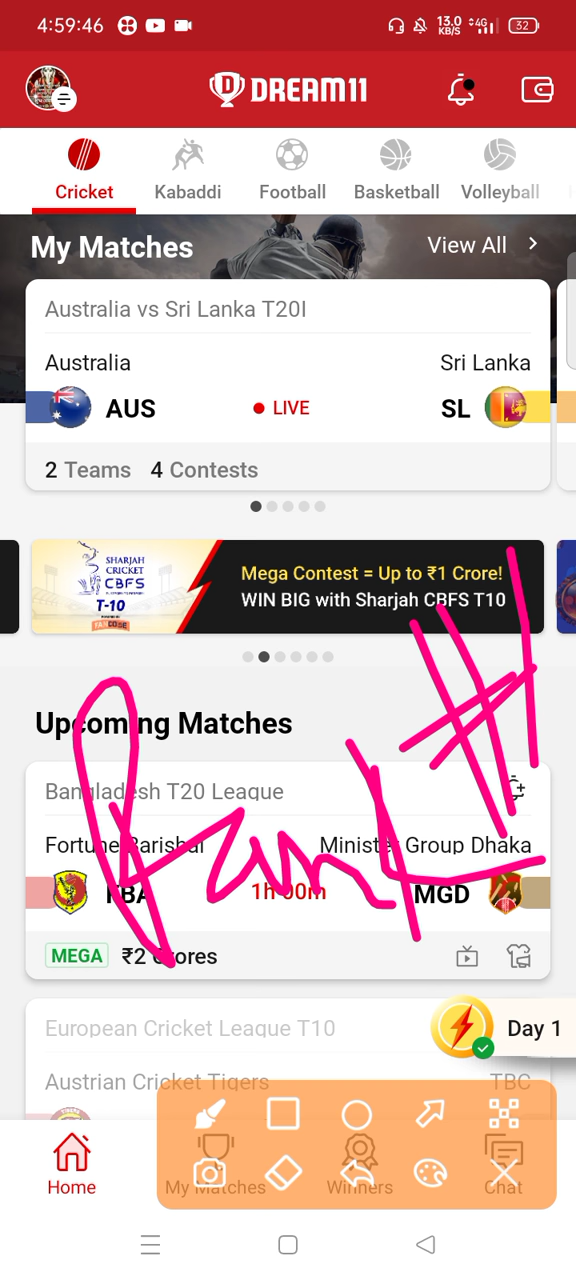 4:59:46 13.0 KB/S 4G 32
DREAM11
Cricket Kabaddi Football Basketball Volleyball
My Matches View All >
Australia vs Sri Lanka T20I
Australia Sri Lanka
AUS LIVE SL
2 Teams 4 Contests
SHARJAH
CRICKET
CBFS
T-10
Mega Contest = Up to ₹1 Crore!
WIN BIG with Sharjah CBFS T10
Upcoming Matches
Bangladesh T20 League
Fortune Barishal Minister Group Dhaka
FBA 1h 00m MGD
MEGA ₹2 Crores
European Cricket League T10
Day 1
Austrian Cricket Tigers TBC
Home My Matches Winners Chat